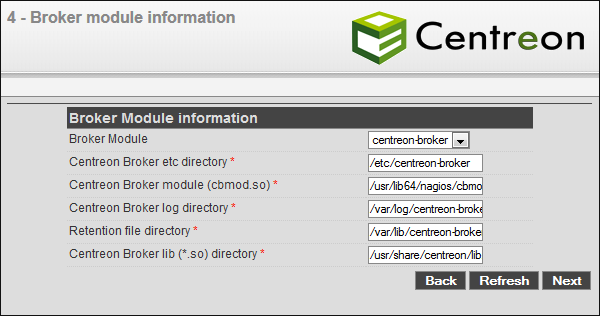 4 - Broker module information
Centreon
Broker Module information
Broker Module centreon-broker
Centreon Broker etc directory * /etc/centreon-broker
Centreon Broker module (cbmod.so) * /usr/lib64/nagios/cbmo
Centreon Broker log directory * /var/log/centreon-broke
Retention file directory * /var/lib/centreon-broke
Centreon Broker lib (*.so) directory * /usr/share/centreon/lib
Back Refresh Next